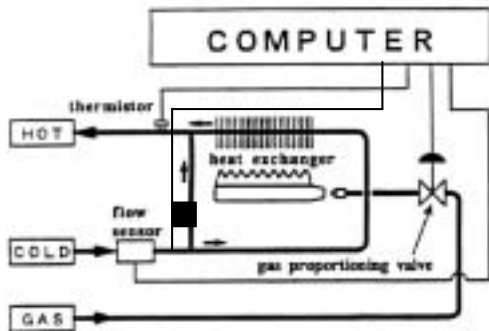 COMPUTER
thermistor
HOT
heat exchanger
flow
sensor
COLD
gas proportioning valve
GAS